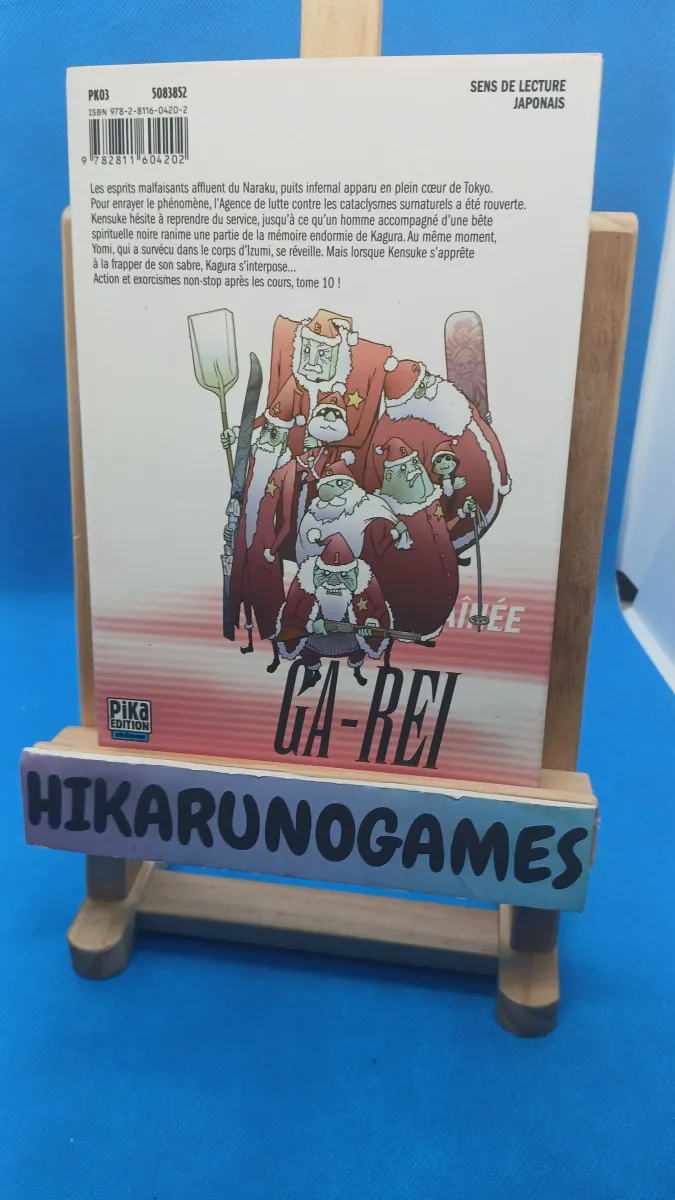 PK03 5083852
ISBN 978-2-8116-0420-2
9 782811 604202
SENS DE LECTURE
JAPONAIS
Les esprits malfaisants affluent du Naraku, puits infernal apparu en plein cœur de Tokyo.
Pour enrayer le phénomène, l'Agence de lutte contre les cataclysmes surnaturels a été rouverte.
Kensuke hésite à reprendre du service, jusqu'à ce qu'un homme accompagné d'une bête
spirituelle noire ranime une partie de la mémoire endormie de Kagura. Au même moment,
Yomi, qui a survécu dans le corps d'Izumi, se réveille. Mais lorsque Kensuke s'apprête
à la frapper de son sabre, Kagura s'interpose...
Action et exorcismes non-stop après les cours, tome 10 !
AÎNÉE
GA-REI
PiKa
EDITION
HIKARUNOGAMES